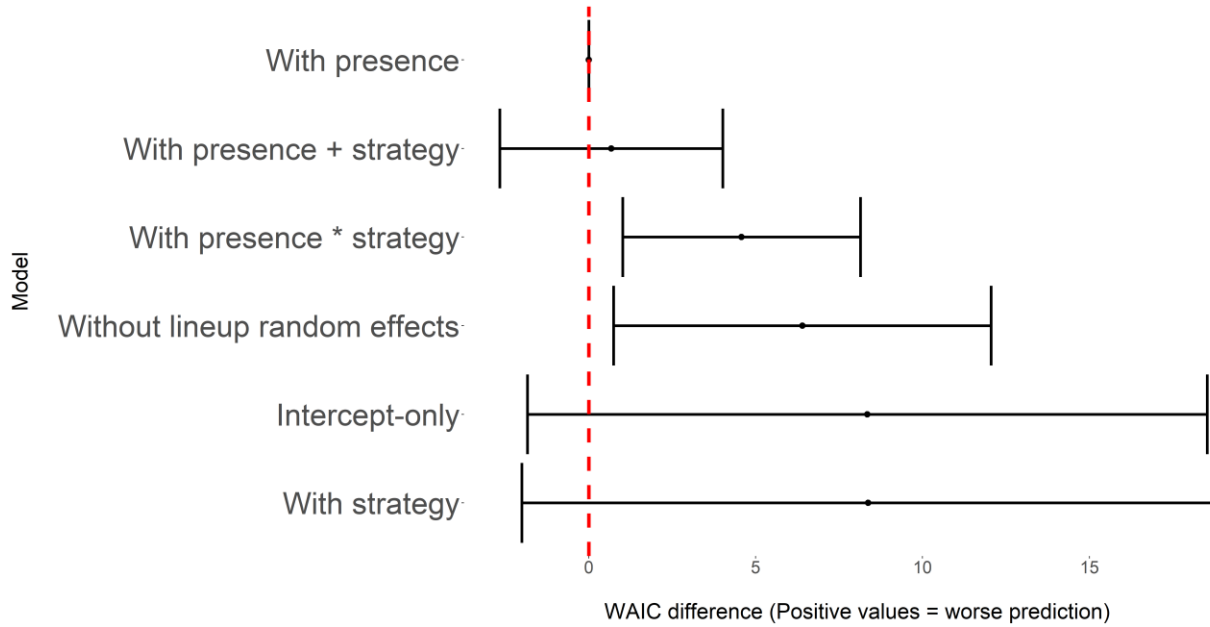 With presence
With presence + strategy
With presence * strategy
Without lineup random effects
Intercept-only
With strategy
Model
0 5 10 15
WAIC difference (Positive values = worse prediction)